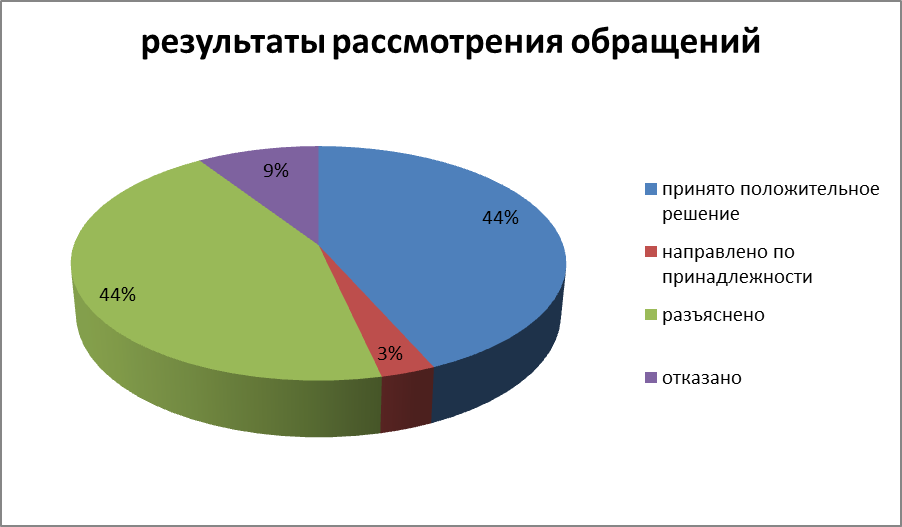 результаты рассмотрения обращений
9%
44%
44%
3%
принято положительное
решение
направлено по
принадлежности
разъяснено
отказано